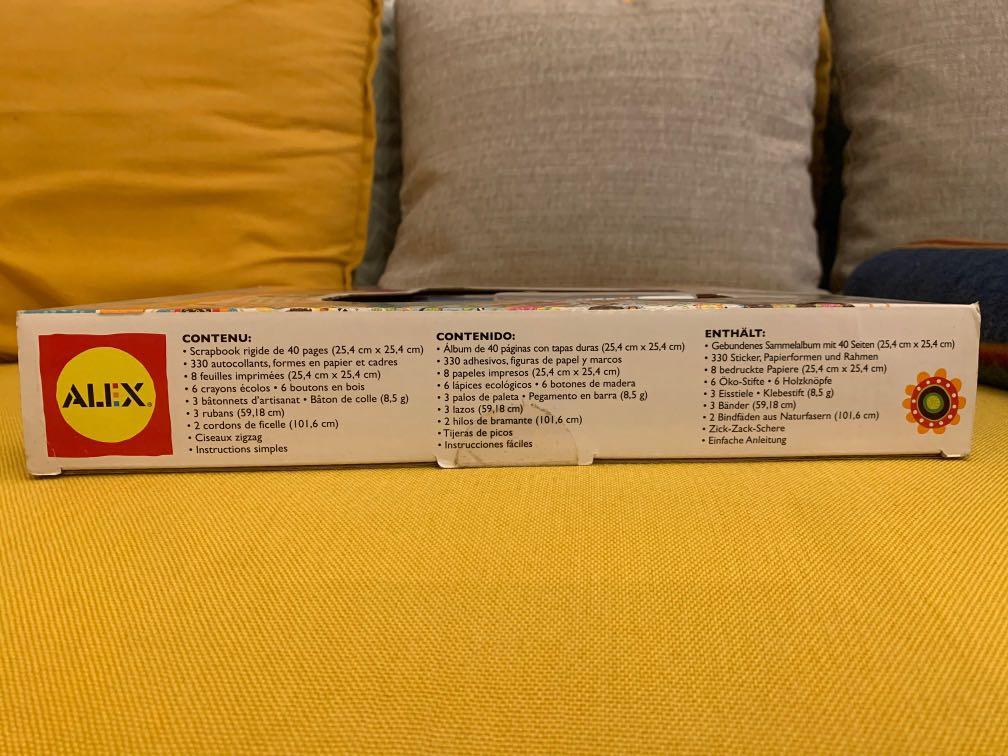 ALEX®
CONTENU:
• Scrapbook rigide de 40 pages (25,4 cm x 25,4 cm)
• 330 autocollants, formes en papier et cadres
• 8 feuilles imprimées (25,4 cm x 25,4 cm)
• 6 crayons écolos • 6 boutons en bois
• 3 bâtonnets d'artisanat • Bâton de colle (8,5 g)
• 3 rubans (59,18 cm)
• 2 cordons de ficelle (101,6 cm)
• Ciseaux zigzag
• Instructions simples
CONTENIDO:
• Álbum de 40 páginas con tapas duras (25,4 cm x 25,4 cm)
• 330 adhesivos, figuras de papel y marcos
• 8 papeles impresos (25,4 cm x 25,4 cm)
• 6 lápices ecológicos • 6 botones de madera
• 3 palos de paleta • Pegamento en barra (8,5 g)
• 3 lazos (59,18 cm)
• 2 hilos de bramante (101,6 cm)
• Tijeras de picos
• Instrucciones fáciles
ENTHÄLT:
• Gebundenes Sammelalbum mit 40 Seiten (25,4 cm x 25,4 cm)
• 330 Sticker, Papierformen und Rahmen
• 8 bedruckte Papiere (25,4 cm x 25,4 cm)
• 6 Öko-Stifte • 6 Holzknöpfe
• 3 Eisstiele • Klebestift (8,5 g)
• 3 Bänder (59,18 cm)
• 2 Bindfäden aus Naturfasern (101,6 cm)
• Zick-Zack-Schere
• Einfache Anleitung